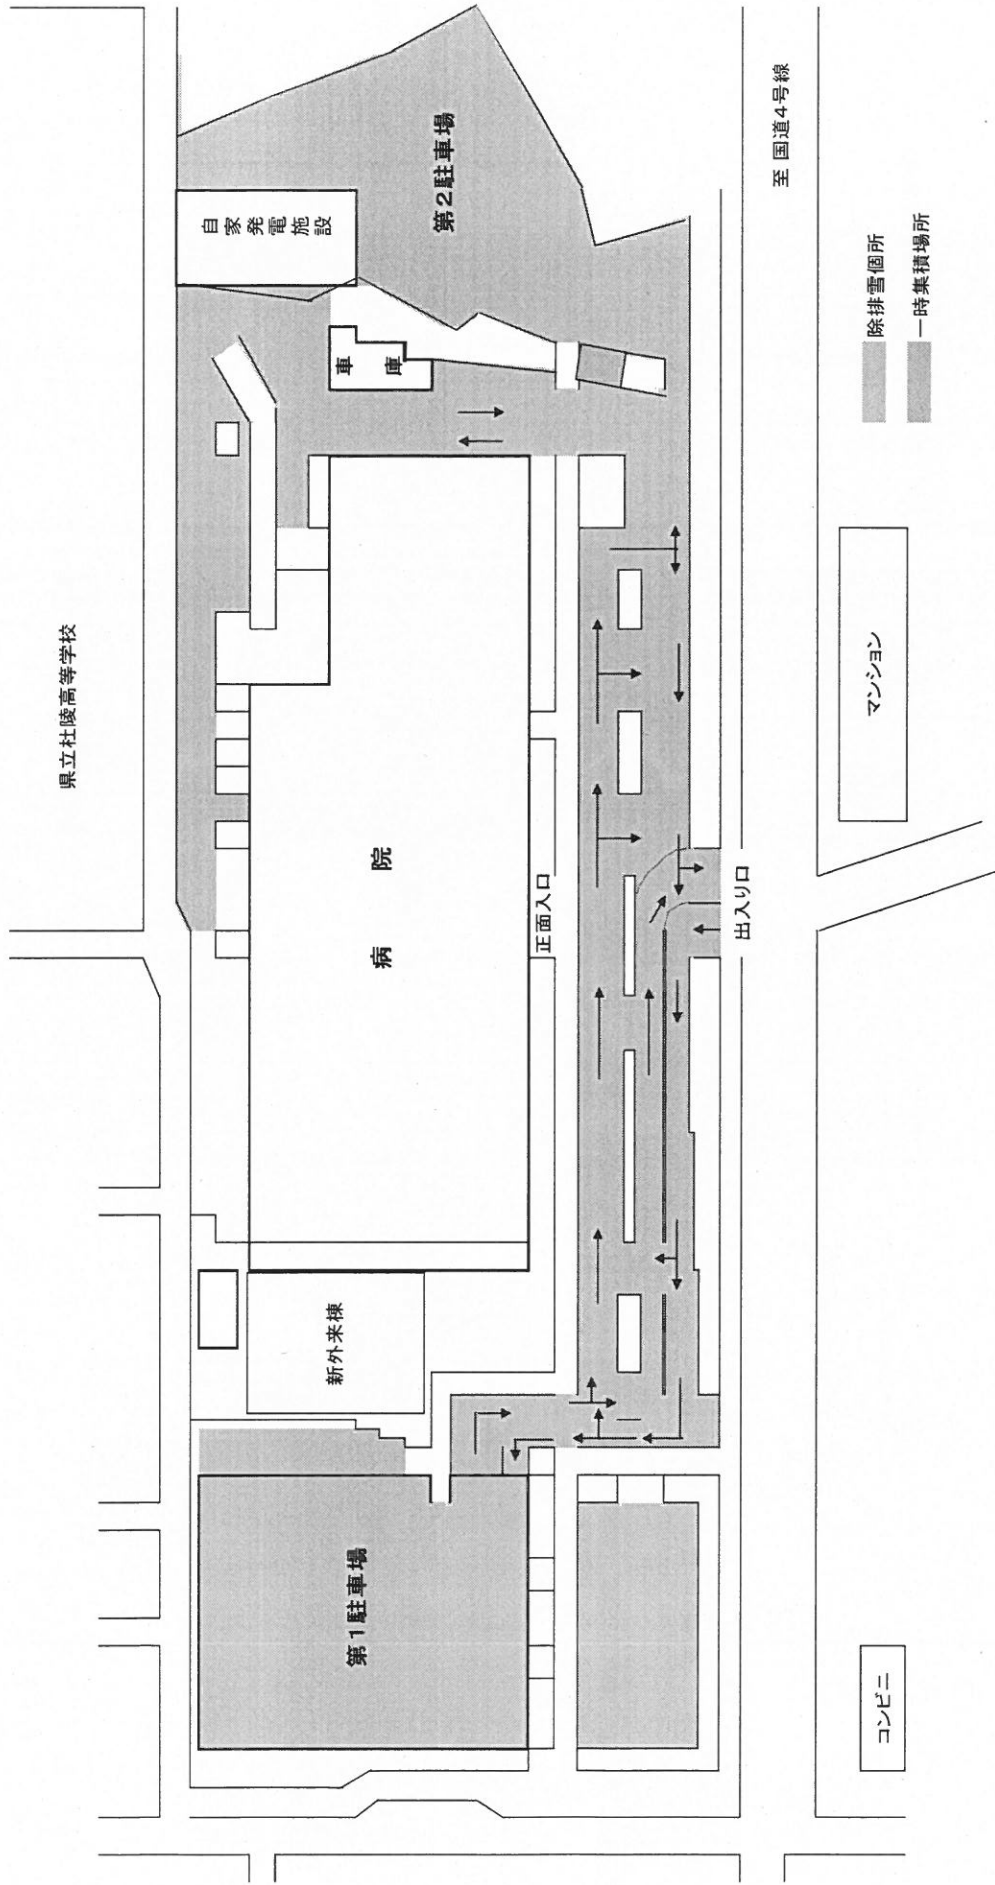 県立杜陵高等学校
自家発電施設
第2駐車場
車庫
病院
正面入口
新外来棟
第1駐車場
出入り口
至 国道4号線
マンション
コンビニ
除排雪個所
一時集積場所